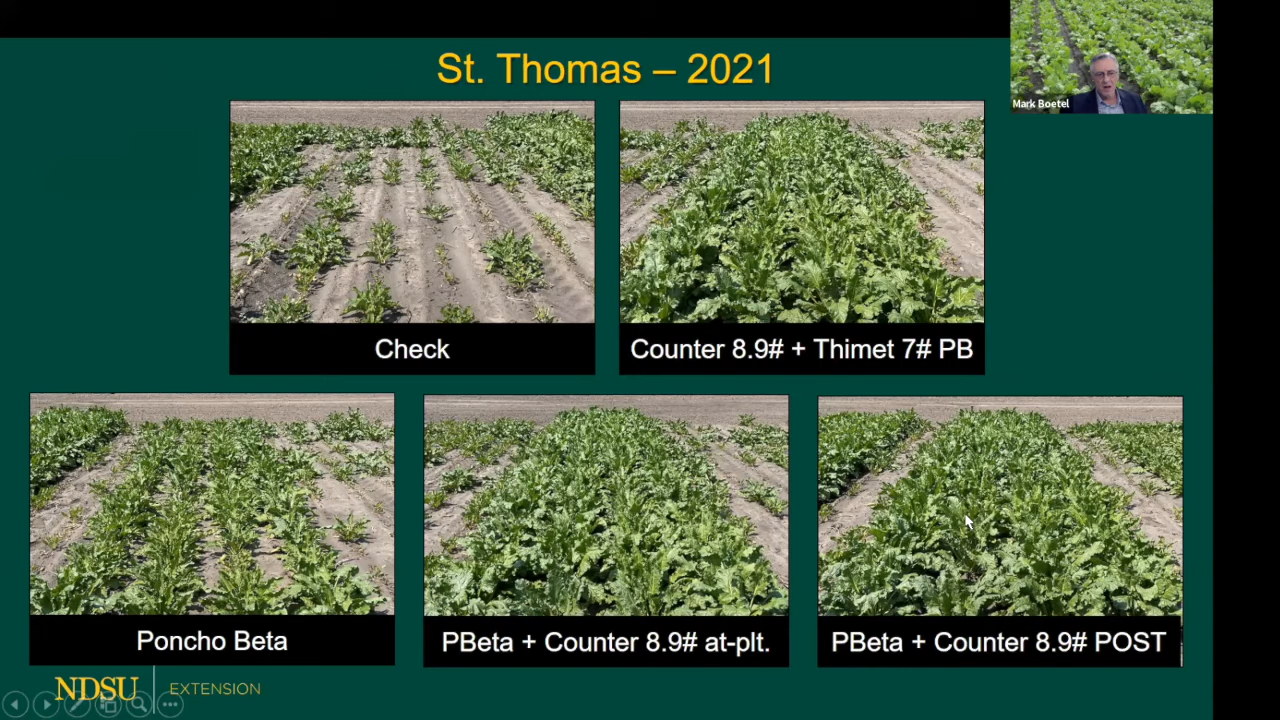 St. Thomas – 2021
Mark Boetel
Check
Counter 8.9# + Thimet 7# PB
Poncho Beta
PBeta + Counter 8.9# at-plt.
PBeta + Counter 8.9# POST
NDSU EXTENSION